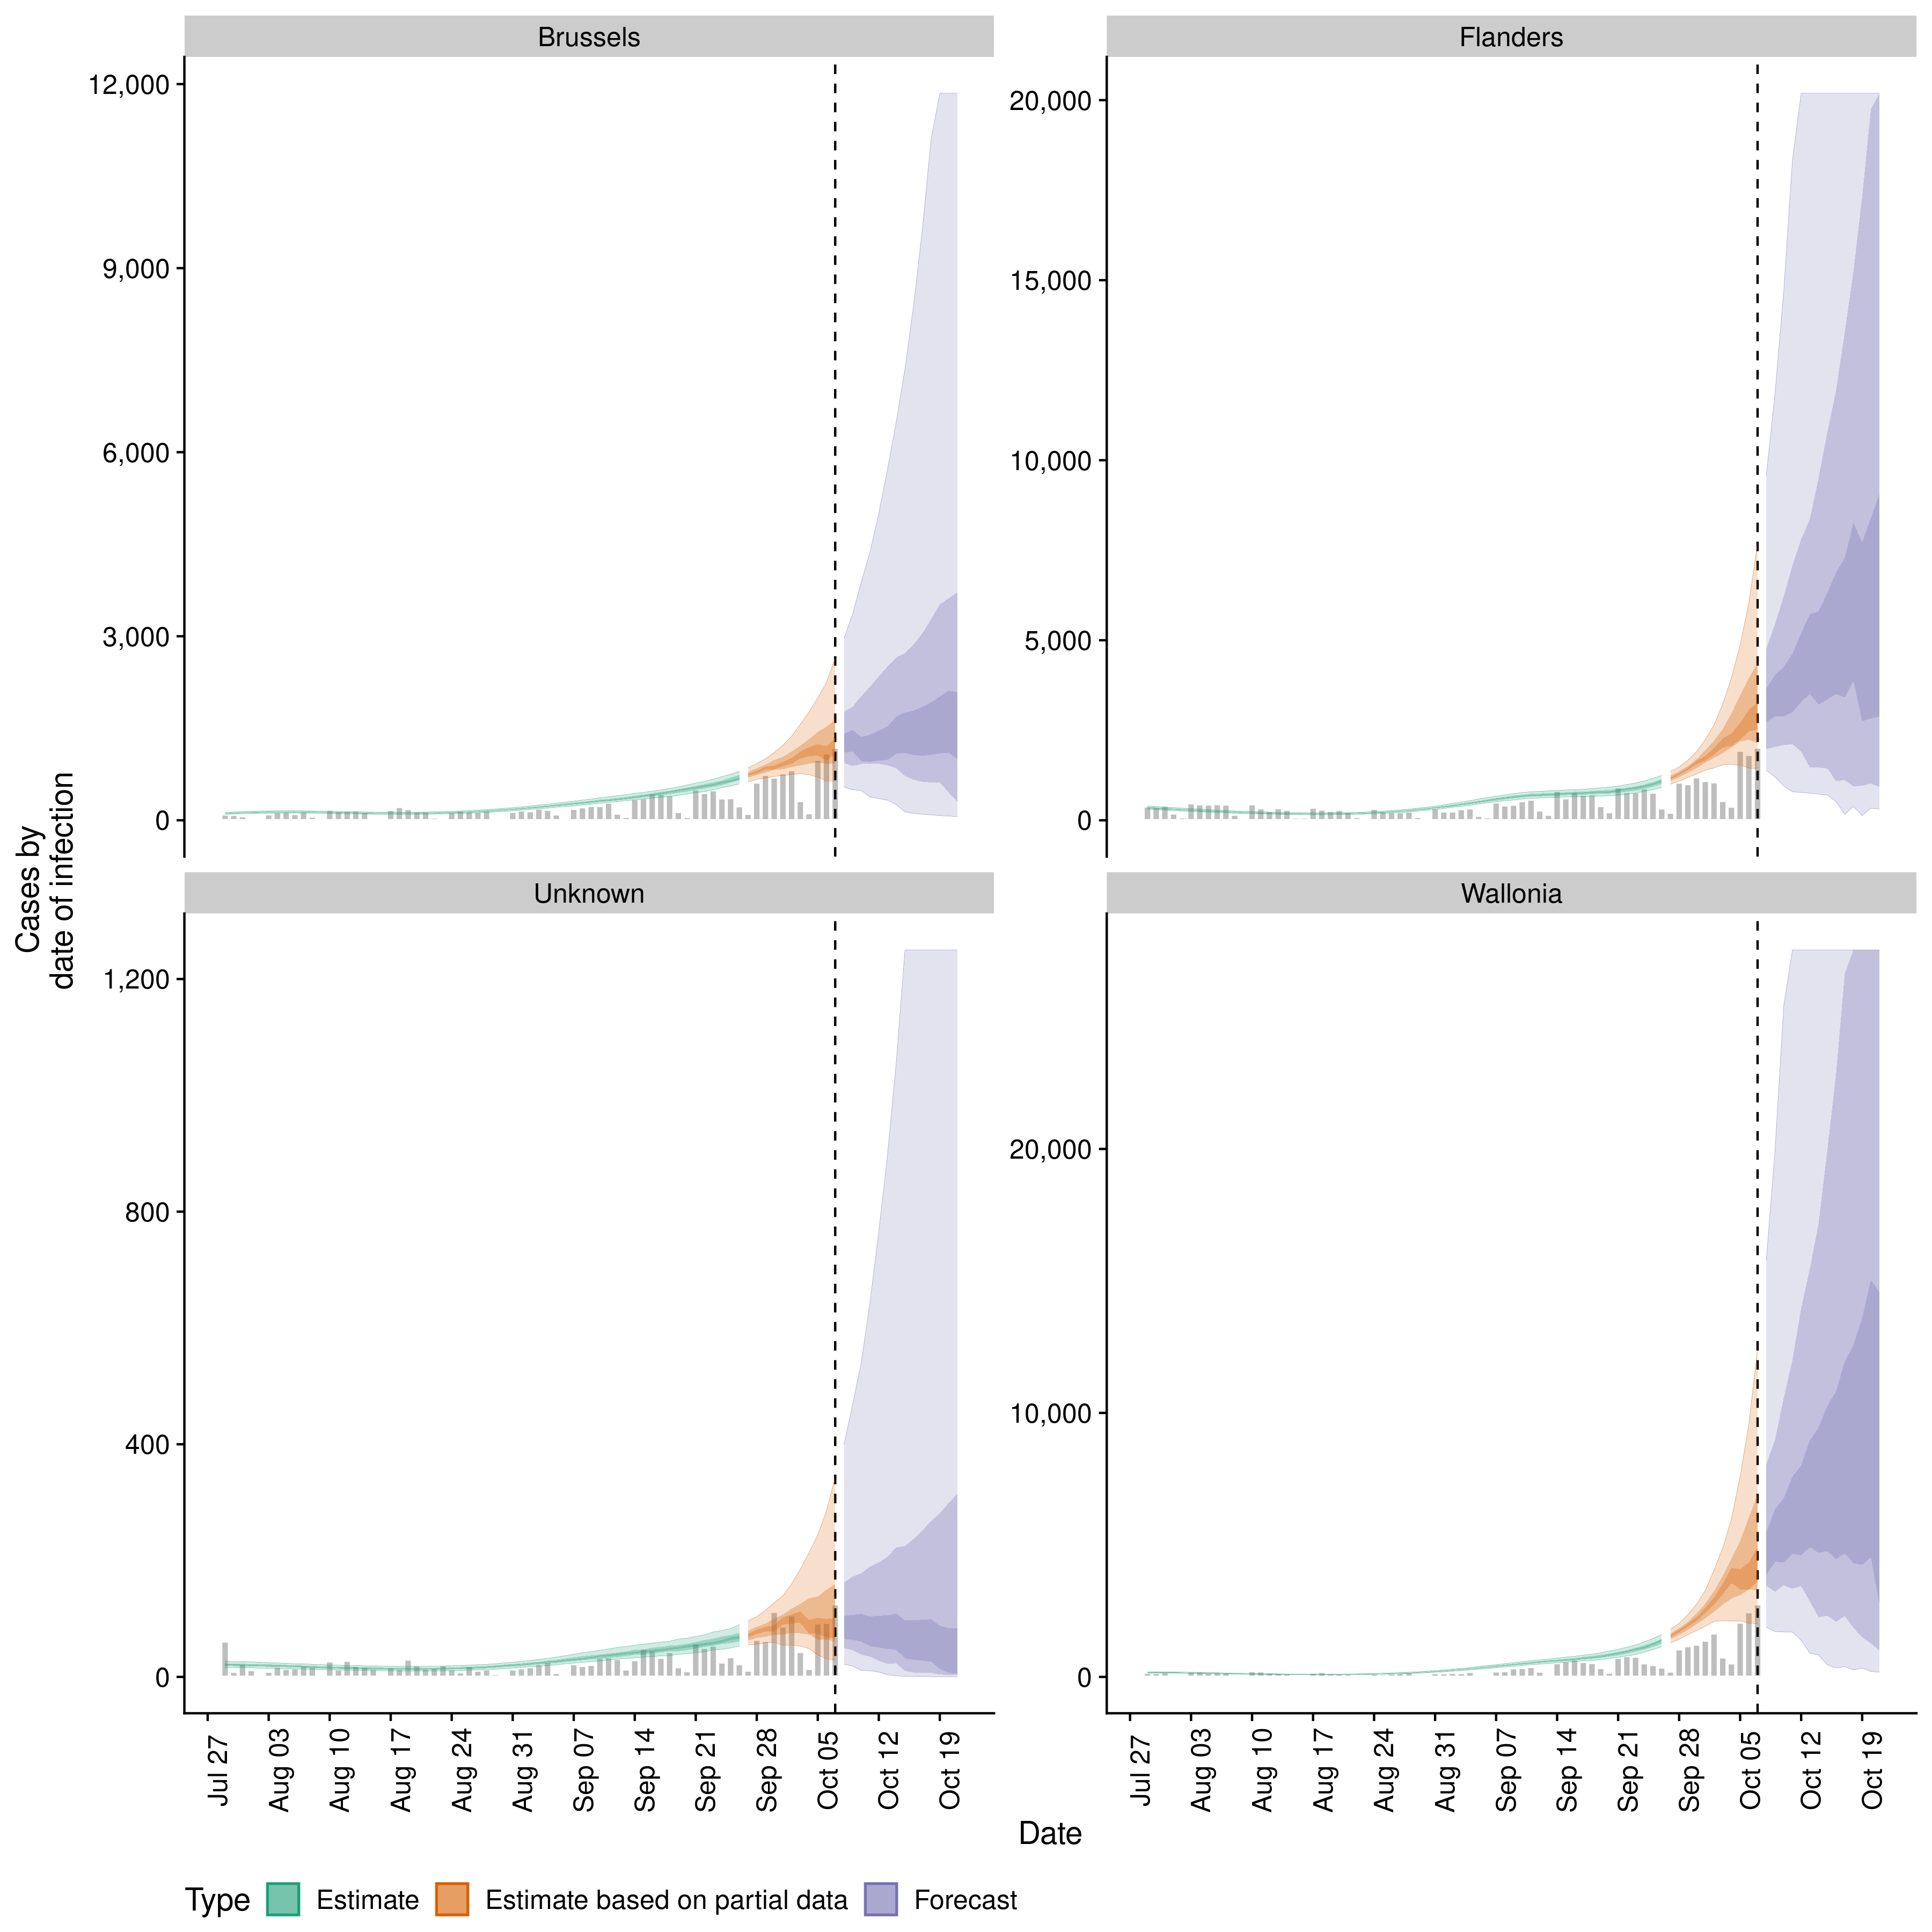 Brussels
Flanders
12,000
9,000
6,000
3,000
0
20,000
15,000
10,000
5,000
0
Cases by
date of infection
Unknown
Wallonia
1,200
800
400
0
20,000
10,000
0
Jul 27
Aug 03
Aug 10
Aug 17
Aug 24
Aug 31
Sep 07
Sep 14
Sep 21
Sep 28
Oct 05
Oct 12
Oct 19
Jul 27
Aug 03
Aug 10
Aug 17
Aug 24
Aug 31
Sep 07
Sep 14
Sep 21
Sep 28
Oct 05
Oct 12
Oct 19
Date
Type Estimate Estimate based on partial data Forecast